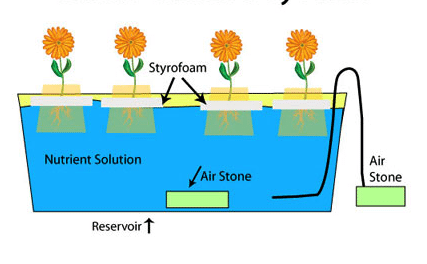 Styrofoam
Nutrient Solution
Air Stone
Air
Stone
Reservoir